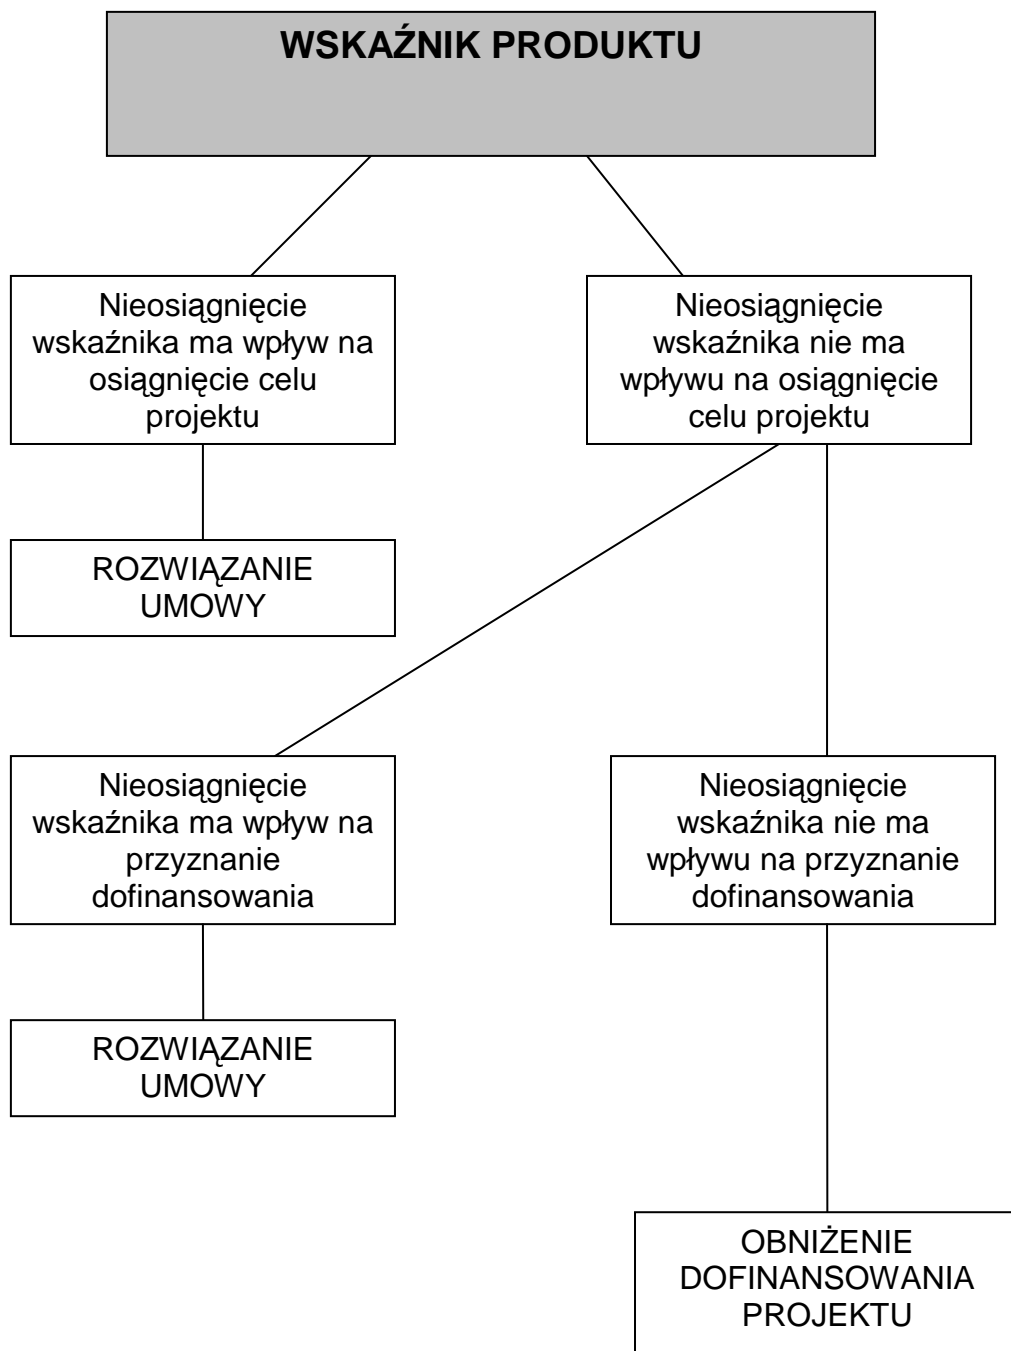 WSKAŹNIK PRODUKTU
Nieosiągnięcie
wskaźnika ma wpływ na
osiągnięcie celu
projektu
Nieosiągnięcie
wskaźnika nie ma
wpływu na osiągnięcie
celu projektu
ROZWIĄZANIE
UMOWY
Nieosiągnięcie
wskaźnika ma wpływ na
przyznanie
dofinansowania
Nieosiągnięcie
wskaźnika nie ma
wpływu na przyznanie
dofinansowania
ROZWIĄZANIE
UMOWY
OBNIŻENIE
DOFINANSOWANIA
PROJEKTU